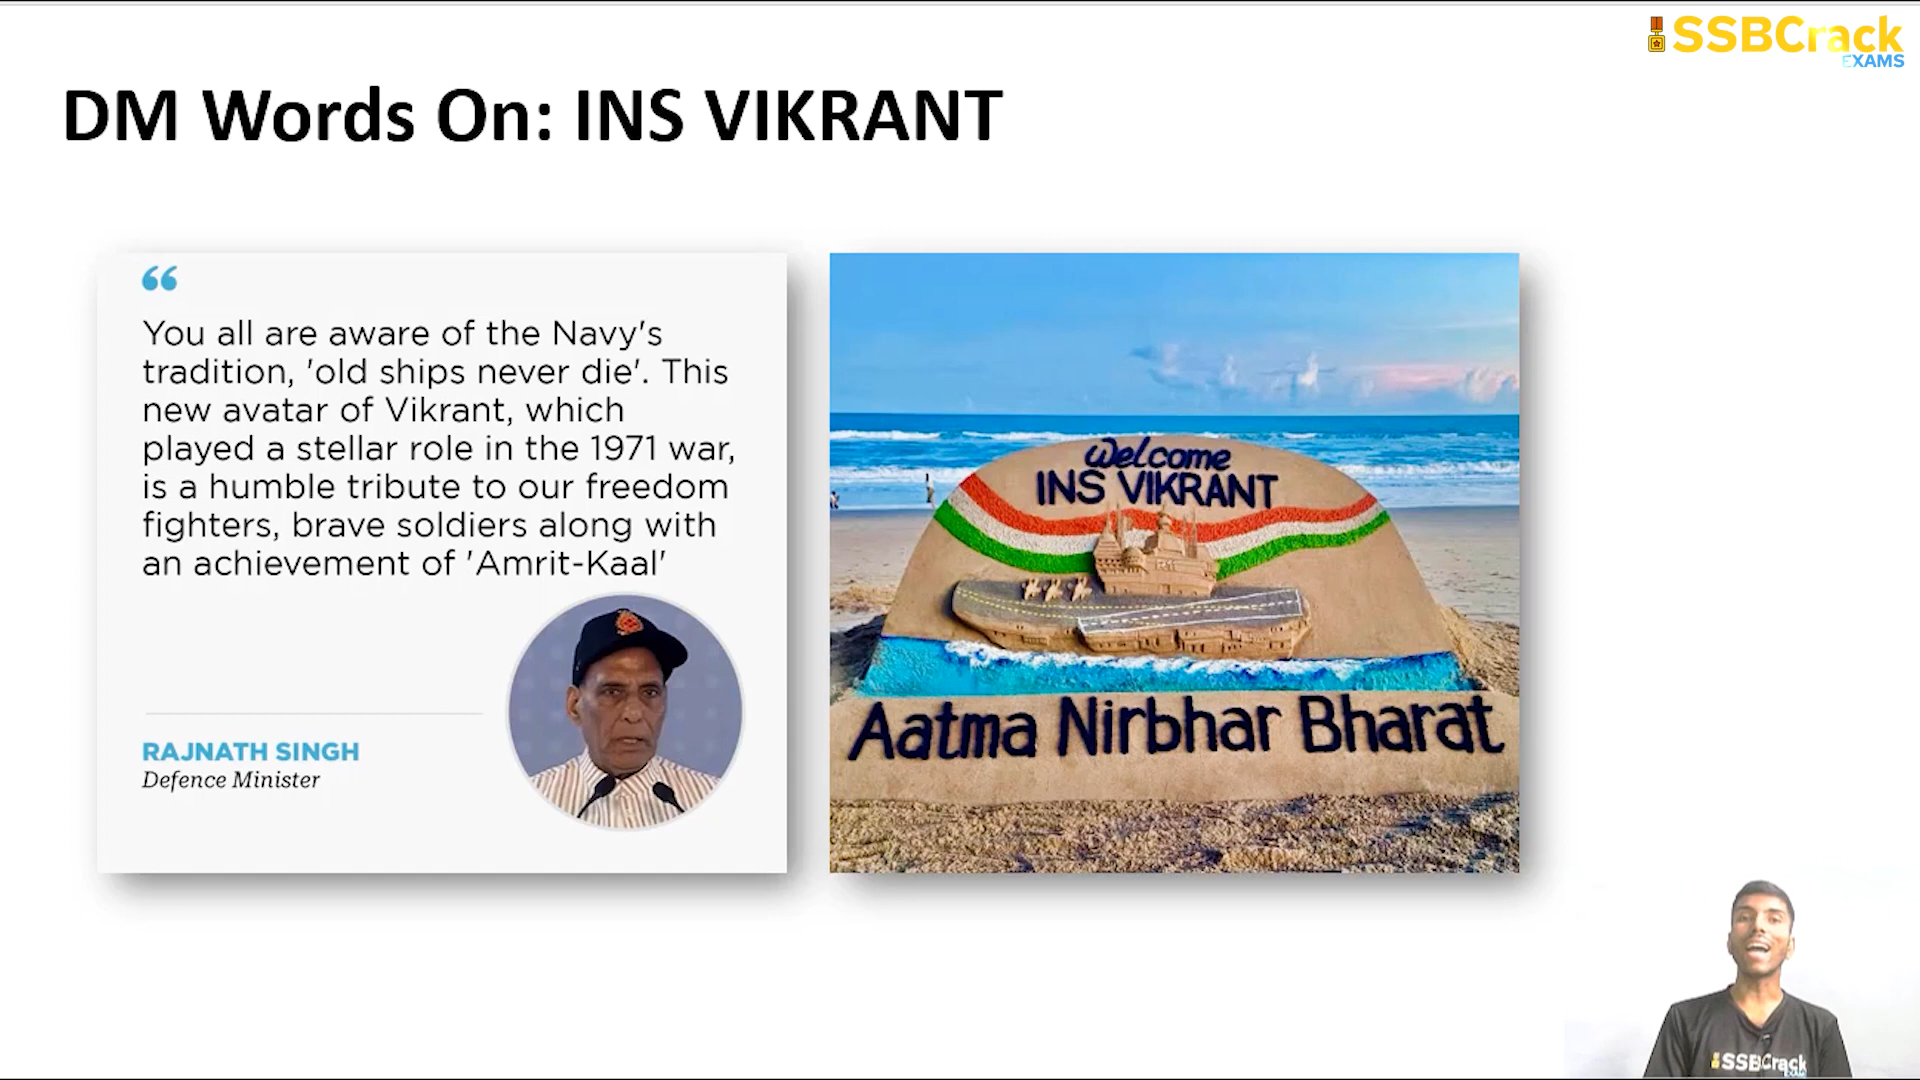 SSBCrack
EXAMS
DM Words On: INS VIKRANT
“
You all are aware of the Navy's
tradition, 'old ships never die'. This
new avatar of Vikrant, which
played a stellar role in the 1971 war,
is a humble tribute to our freedom
fighters, brave soldiers along with
an achievement of 'Amrit-Kaal'
RAJNATH SINGH
Defence Minister
Welcome
INS VIKRANT
Aatma Nirbhar Bharat
SSBCrack
EXAMS